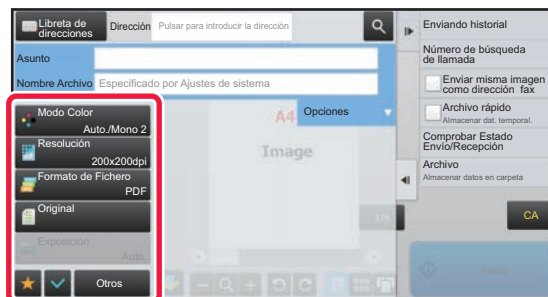 Libreta de
direcciones
Dirección
Pulsar para introducir la dirección
Asunto
Nombre Archivo
Especificado por Ajustes de sistema
Modo Color
Auto./Mono 2
Resolución
200x200dpi
Formato de Fichero
PDF
Original
Exposición
Auto.
Otros
A4
Opciones
Image
1/1
Enviando historial
Número de búsqueda
de llamada
Enviar misma imagen
como dirección fax
Archivo rápido
Almacenar dat. temporal.
Comprobar Estado
Envío/Recepción
Archivo
Almacenar datos en carpeta
CA